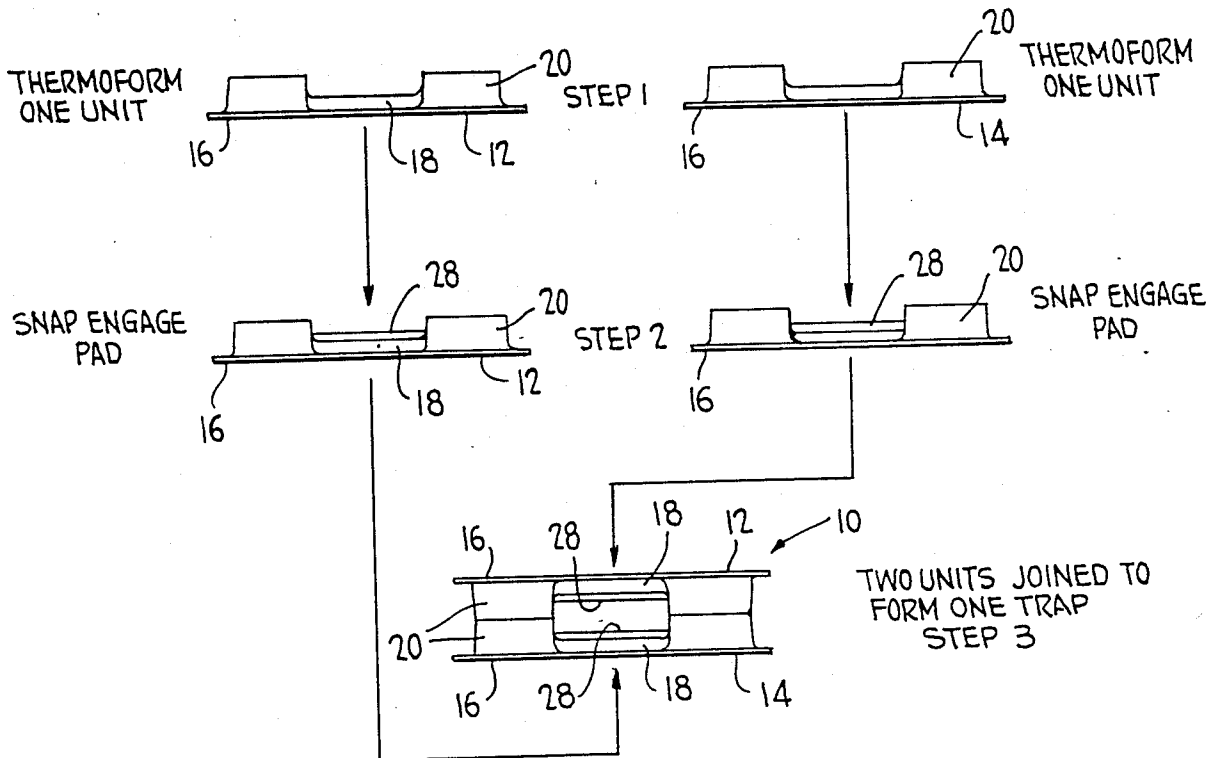 THERMOFORM
ONE UNIT
20
STEP 1
20
THERMOFORM
ONE UNIT
16
18
12
16
14
SNAP ENGAGE
PAD
28
20
STEP 2
28
20
SNAP ENGAGE
PAD
16
18
12
16
16
28
18
12
10
20
TWO UNITS JOINED TO
FORM ONE TRAP
STEP 3
16
28
18
14